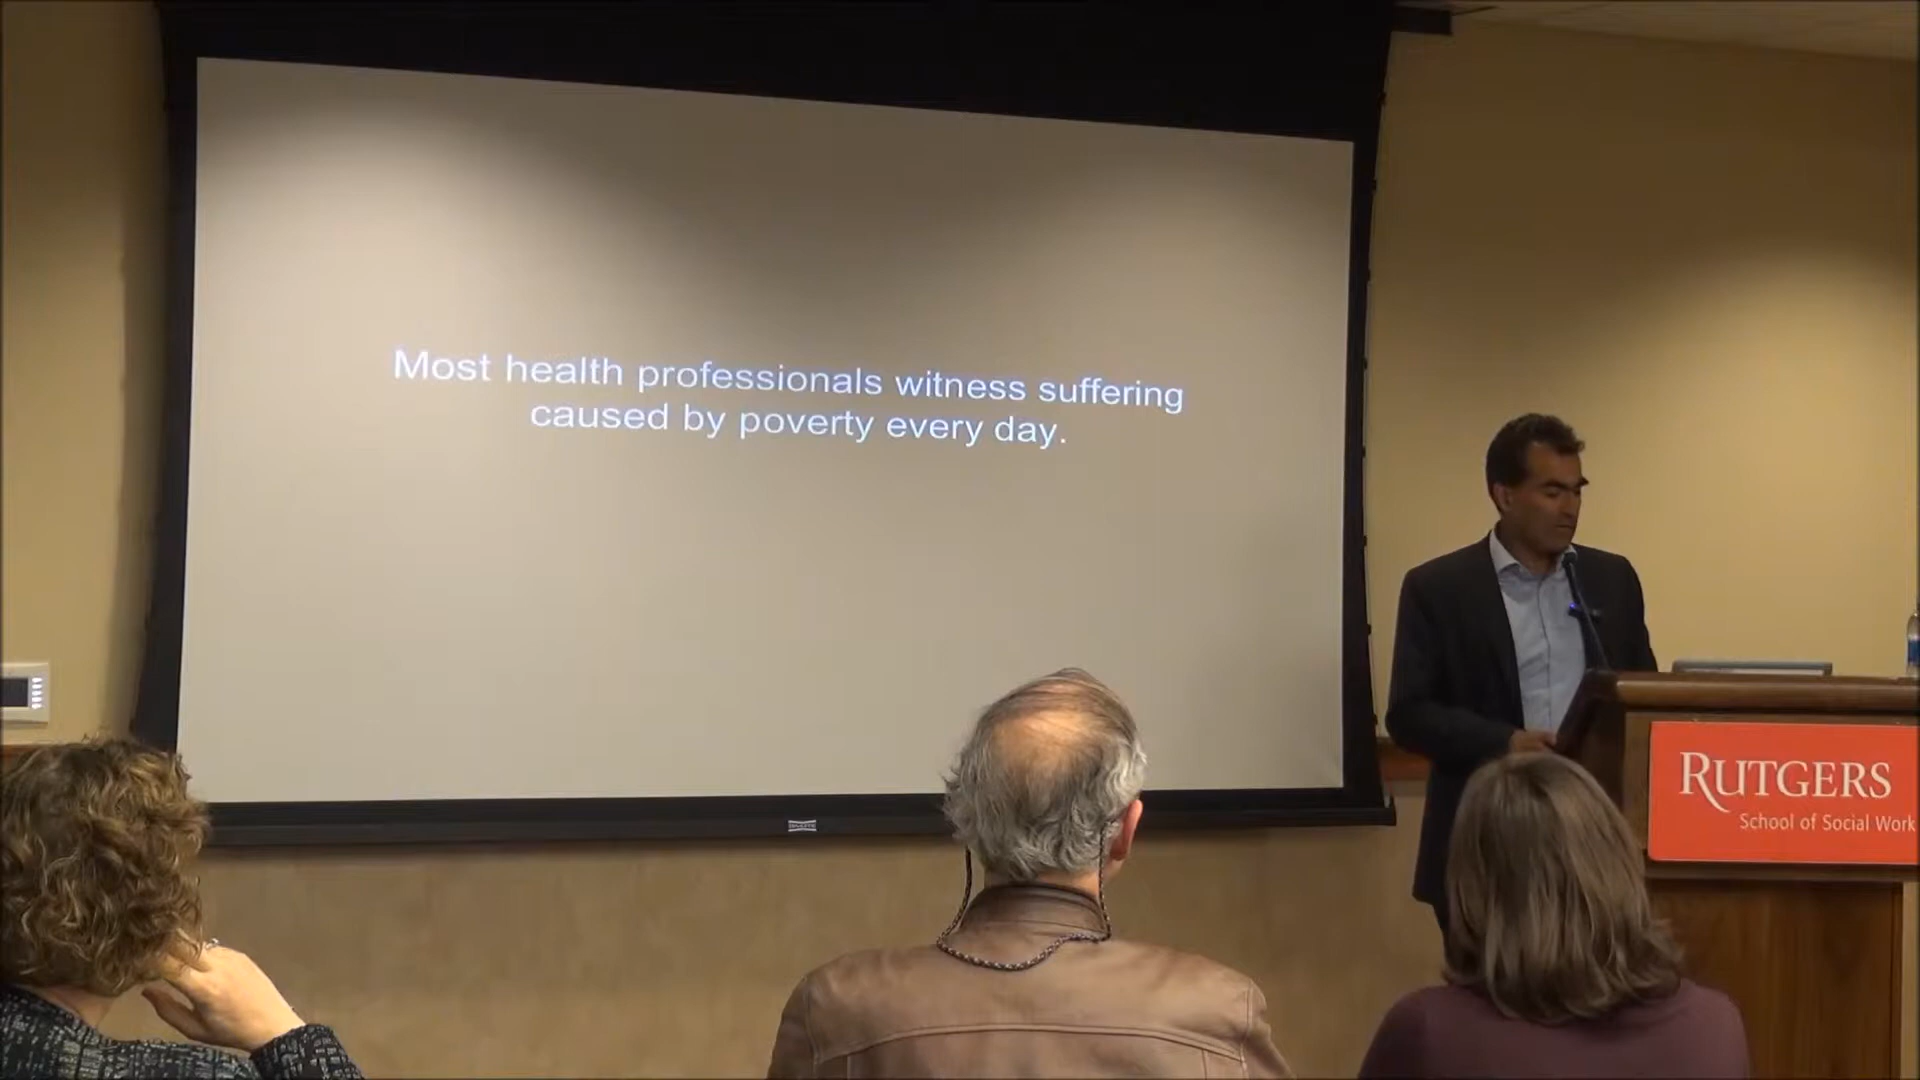 Most health professionals witness suffering
caused by poverty every day.
RUTGERS
School of Social Work